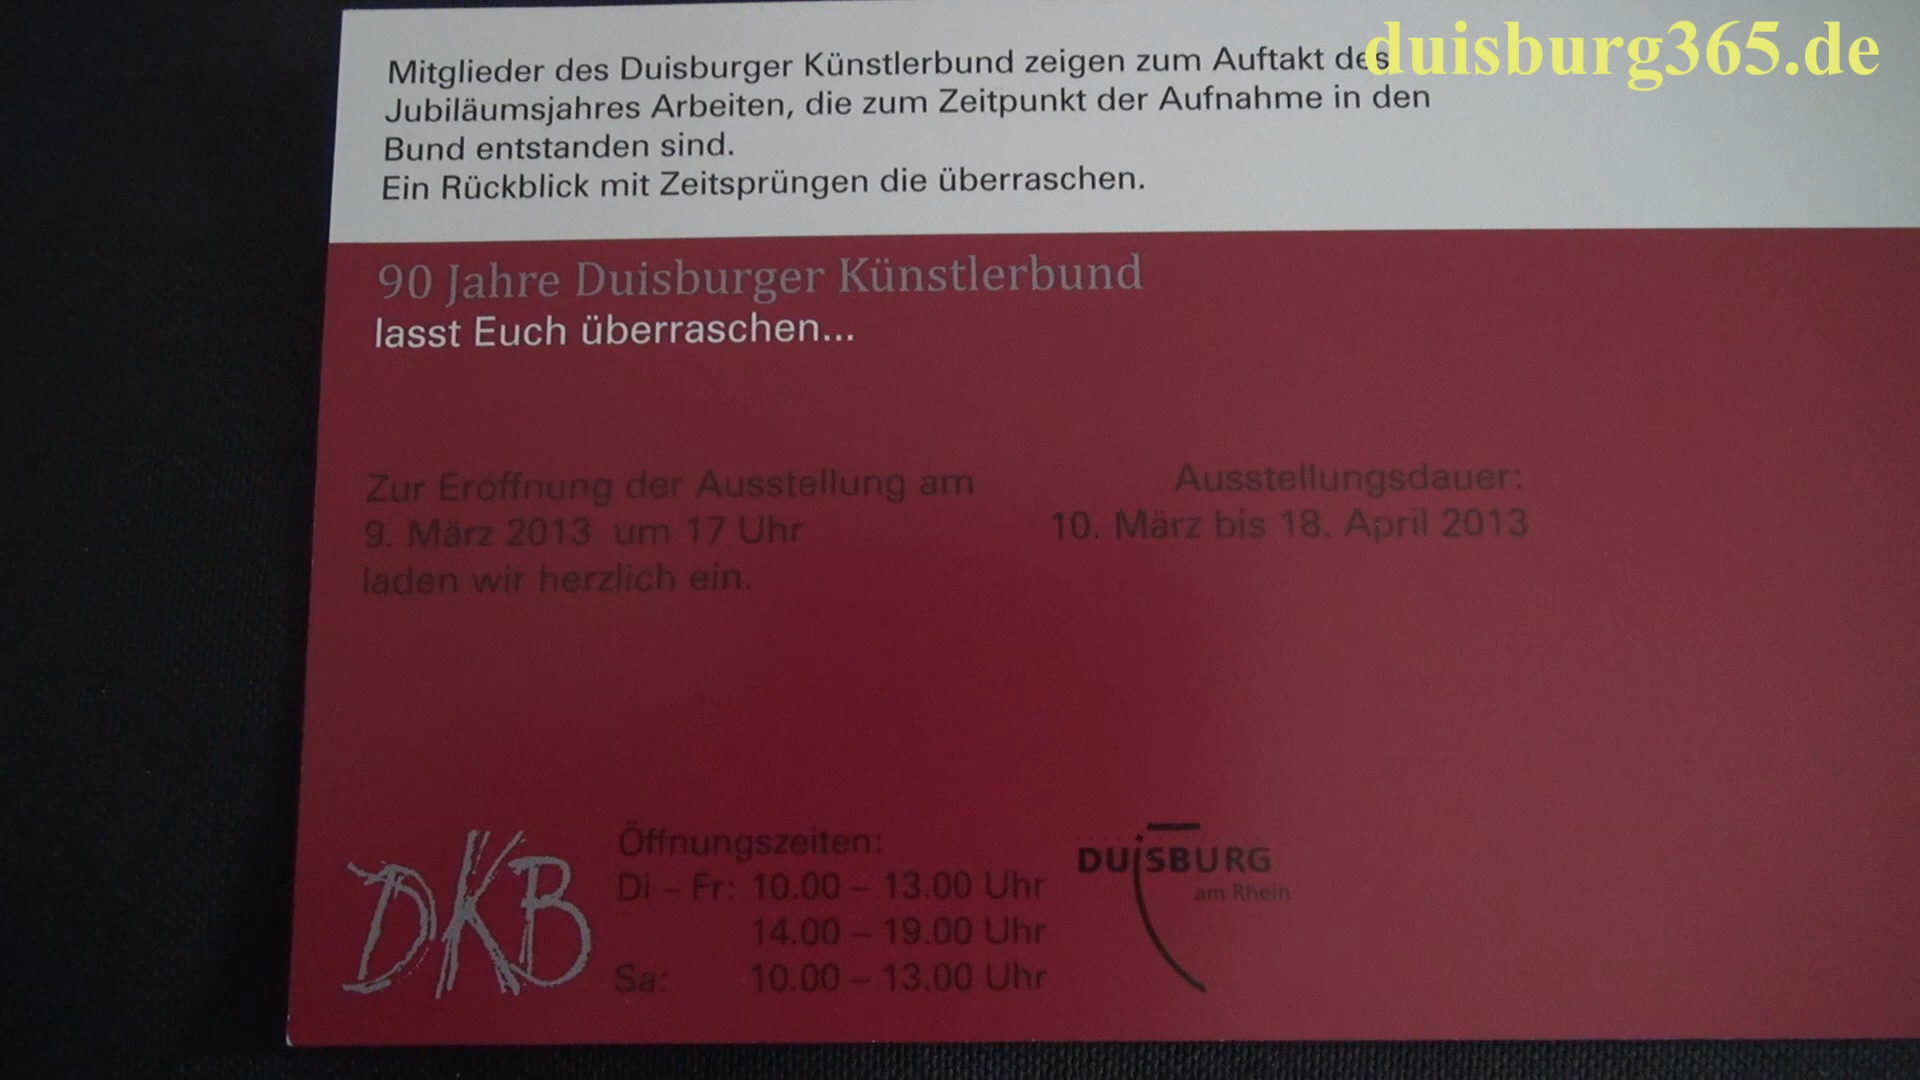 duisburg365.de
Mitglieder des Duisburger Künstlerbund zeigen zum Auftakt des
Jubiläumsjahres Arbeiten, die zum Zeitpunkt der Aufnahme in den
Bund entstanden sind.
Ein Rückblick mit Zeitsprüngen die überraschen.
90 Jahre Duisburger Künstlerbund
lasst Euch überraschen...
Zur Eröffnung der Ausstellung am
9. März 2013 um 17 Uhr
laden wir herzlich ein.
Ausstellungsdauer:
10. März bis 18. April 2013
DKB
Öffnungszeiten:
Di – Fr: 10.00 – 13.00 Uhr
14.00 – 19.00 Uhr
Sa: 10.00 – 13.00 Uhr
DUiSBURG
am Rhein